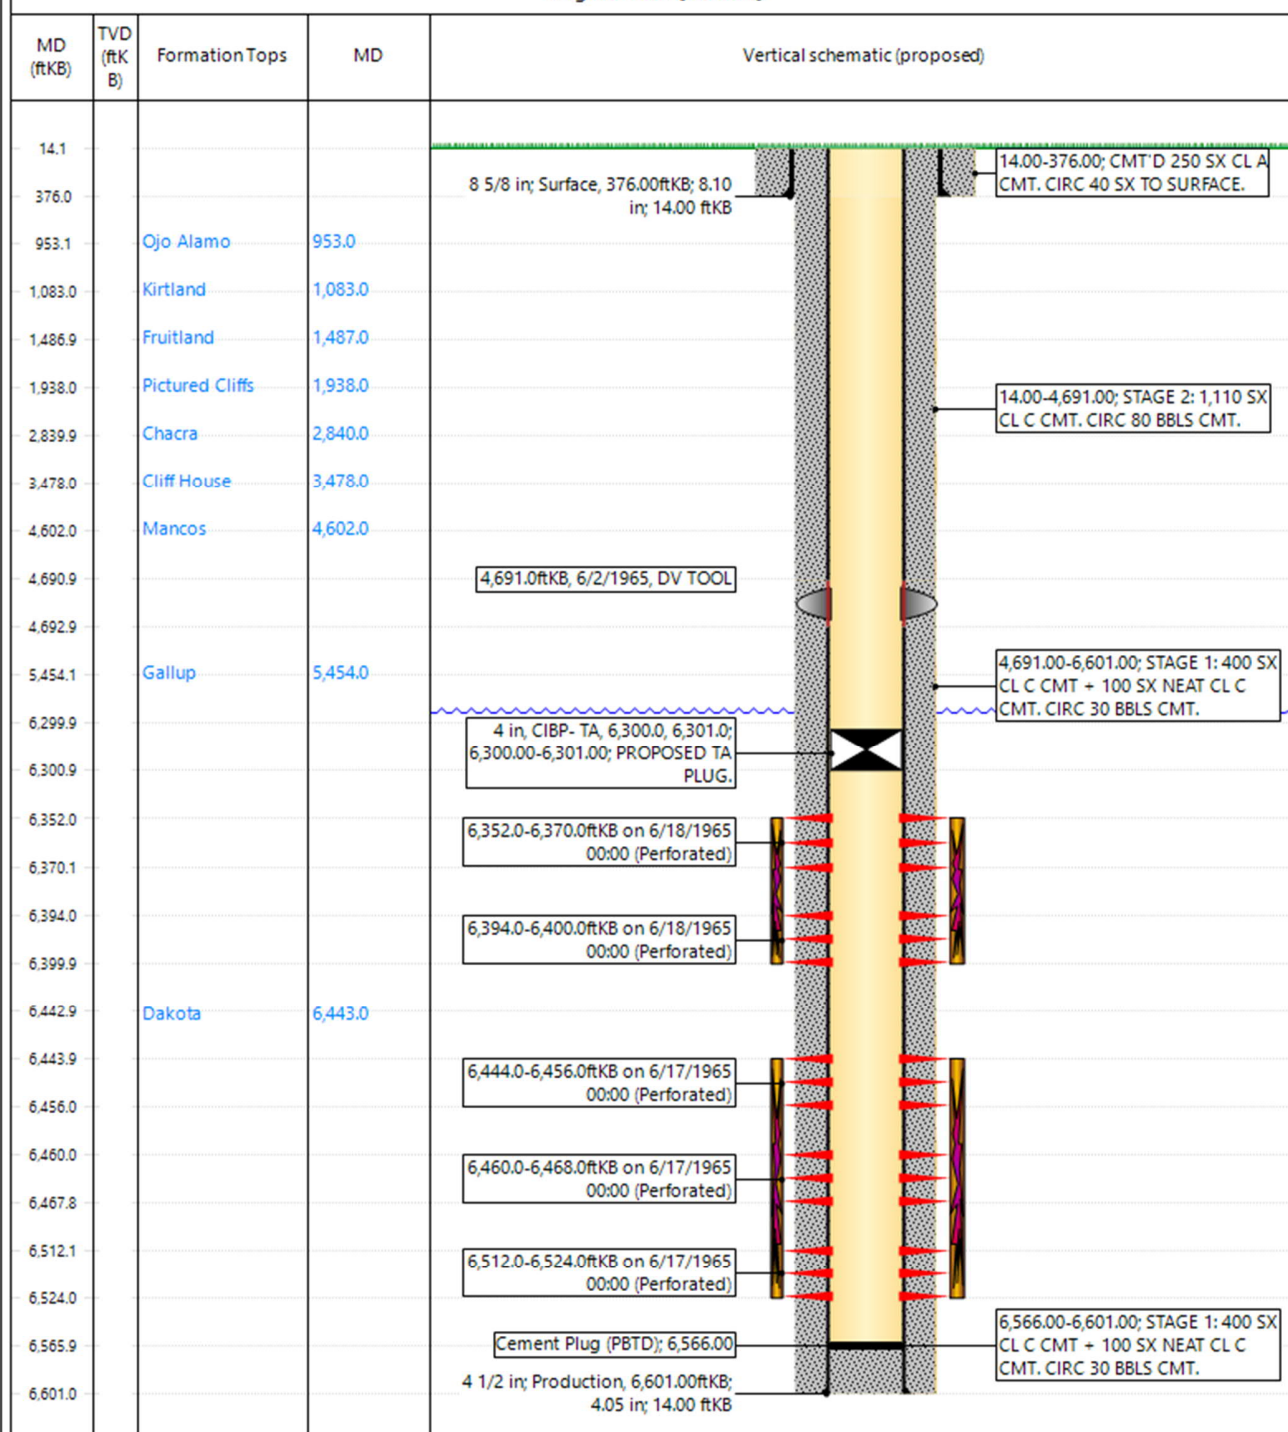 MD
(ftKB)
TVD
(ftK
B)
Formation Tops
MD
Vertical schematic (proposed)
14.1
8 5/8 in; Surface, 376.00ftKB; 8.10
in; 14.00 ftKB
14.00-376.00; CMT'D 250 SX CL A
CMT. CIRC 40 SX TO SURFACE.
376.0
953.1
Ojo Alamo
953.0
1,083.0
Kirtland
1,083.0
1,486.9
Fruitland
1,487.0
1,938.0
Pictured Cliffs
1,938.0
14.00-4,691.00; STAGE 2: 1,110 SX
CL C CMT. CIRC 80 BBLS CMT.
2,839.9
Chacra
2,840.0
3,478.0
Cliff House
3,478.0
4,602.0
Mancos
4,602.0
4,690.9
4,691.0ftKB, 6/2/1965, DV TOOL
4,692.9
5,454.1
Gallup
5,454.0
4,691.00-6,601.00; STAGE 1: 400 SX
CL C CMT + 100 SX NEAT CL C
CMT. CIRC 30 BBLS CMT.
6,299.9
4 in, CIBP- TA, 6,300.0, 6,301.0;
6,300.00-6,301.00; PROPOSED TA
PLUG.
6,300.9
6,352.0
6,352.0-6,370.0ftKB on 6/18/1965
00:00 (Perforated)
6,370.1
6,394.0
6,394.0-6,400.0ftKB on 6/18/1965
00:00 (Perforated)
6,399.9
6,442.9
Dakota
6,443.0
6,443.9
6,444.0-6,456.0ftKB on 6/17/1965
00:00 (Perforated)
6,456.0
6,460.0
6,460.0-6,468.0ftKB on 6/17/1965
00:00 (Perforated)
6,467.8
6,512.1
6,512.0-6,524.0ftKB on 6/17/1965
00:00 (Perforated)
6,524.0
6,565.9
Cement Plug (PBTD); 6,566.00
6,566.00-6,601.00; STAGE 1: 400 SX
CL C CMT + 100 SX NEAT CL C
CMT. CIRC 30 BBLS CMT.
6,601.0
4 1/2 in; Production, 6,601.00ftKB;
4.05 in; 14.00 ftKB